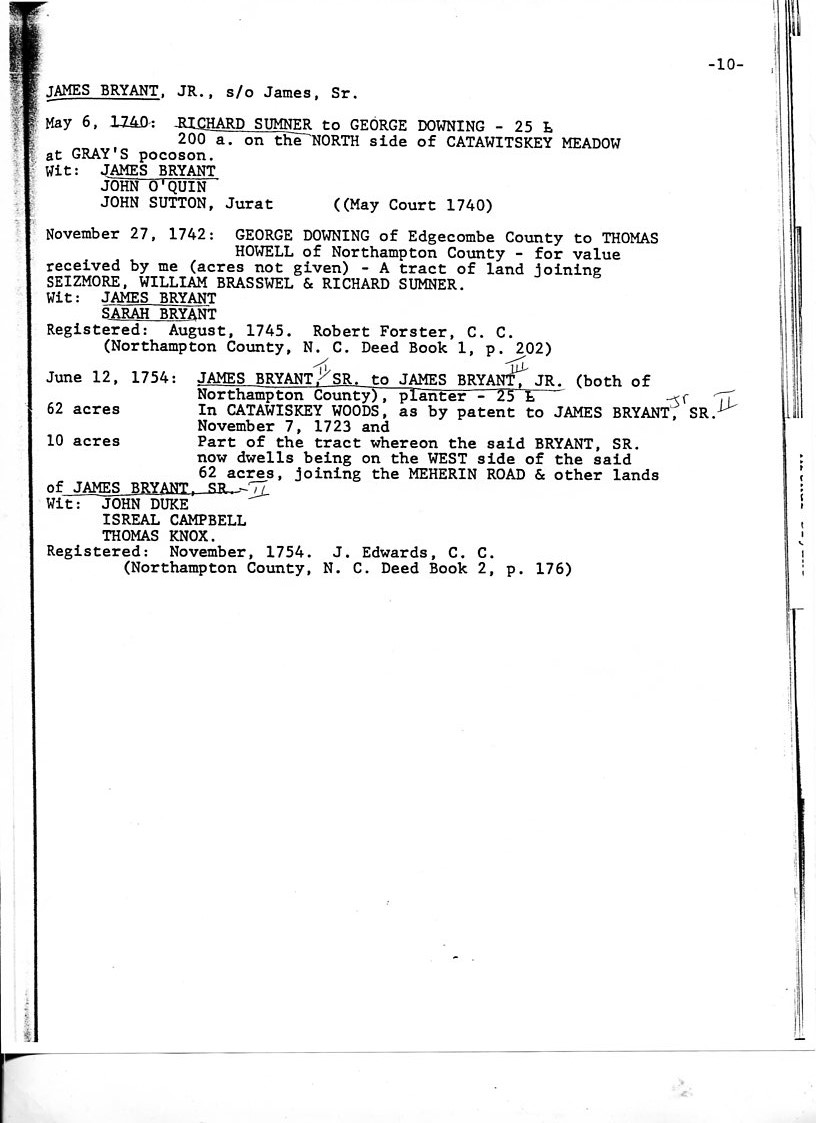 -10-
JAMES BRYANT, JR., s/o James, Sr.
May 6, 1740: RICHARD SUMNER to GEORGE DOWNING - 25 Ł
200 a. on the NORTH side of CATAWITSKEY MEADOW
at GRAY'S pocoson.
Wit: JAMES BRYANT
JOHN O'QUIN
JOHN SUTTON, Jurat ((May Court 1740)
November 27, 1742: GEORGE DOWNING of Edgecombe County to THOMAS
HOWELL of Northampton County - for value
received by me (acres not given) - A tract of land joining
SEIZMORE, WILLIAM BRASSWEL & RICHARD SUMNER.
Wit: JAMES BRYANT
SARAH BRYANT
Registered: August, 1745. Robert Forster, C. C.
(Northampton County, N. C. Deed Book 1, p. 202)
II III
June 12, 1754: JAMES BRYANT, SR. to JAMES BRYANT, JR. (both of
Northampton County), planter - 25 Ł
62 acres In CATAWISKEY WOODS, as by patent to JAMES BRYANT, Jr SR. II
November 7, 1723 and
10 acres Part of the tract whereon the said BRYANT, SR.
now dwells being on the WEST side of the said
62 acres, joining the MEHERIN ROAD & other lands
of JAMES BRYANT, SR. - II
Wit: JOHN DUKE
ISREAL CAMPBELL
THOMAS KNOX.
Registered: November, 1754. J. Edwards, C. C.
(Northampton County, N. C. Deed Book 2, p. 176)